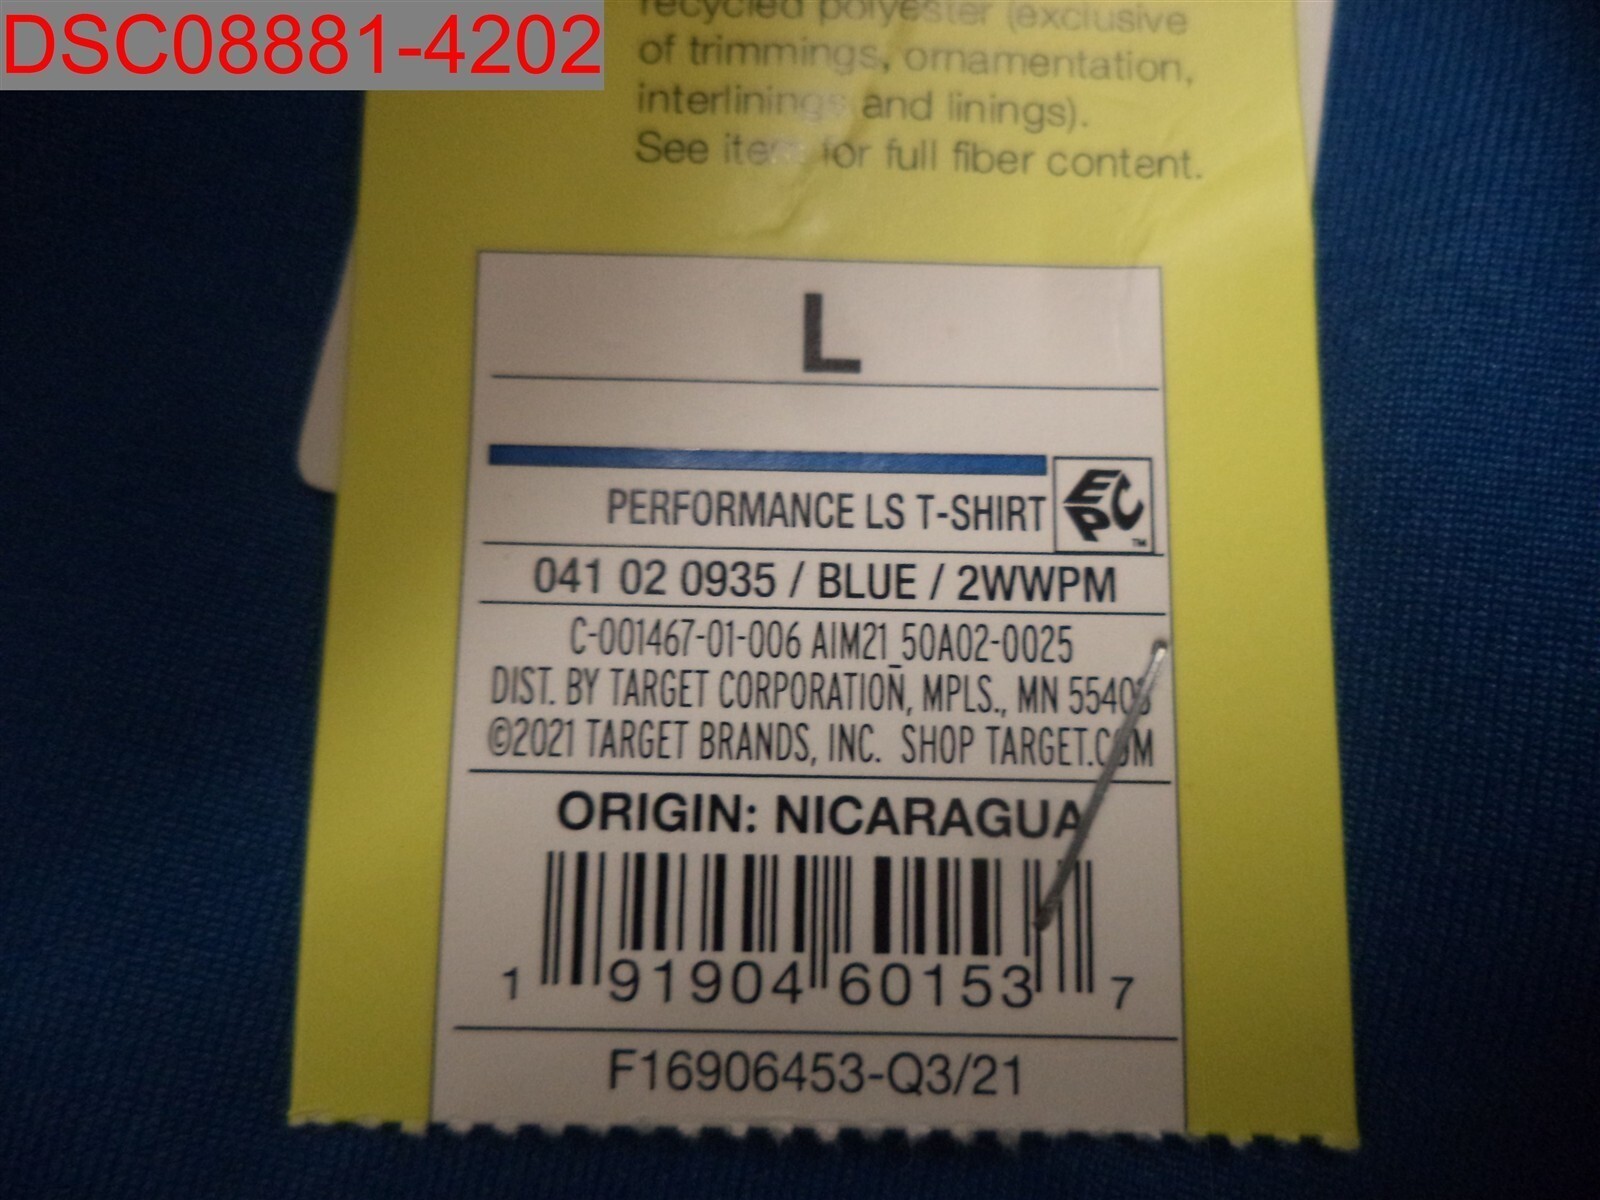 DSC08881-4202
recycled polyester (exclusive
of trimmings, ornamentation,
interlinings and linings).
See item for full fiber content.
L
PERFORMANCE LS T-SHIRT
EPC™
041 02 0935 / BLUE / 2WWPM
C-001467-01-006 AIM21_50A02-0025
DIST. BY TARGET CORPORATION, MPLS., MN 55403
©2021 TARGET BRANDS, INC. SHOP TARGET.COM
ORIGIN: NICARAGUA
1 91904 60153 7
F16906453-Q3/21